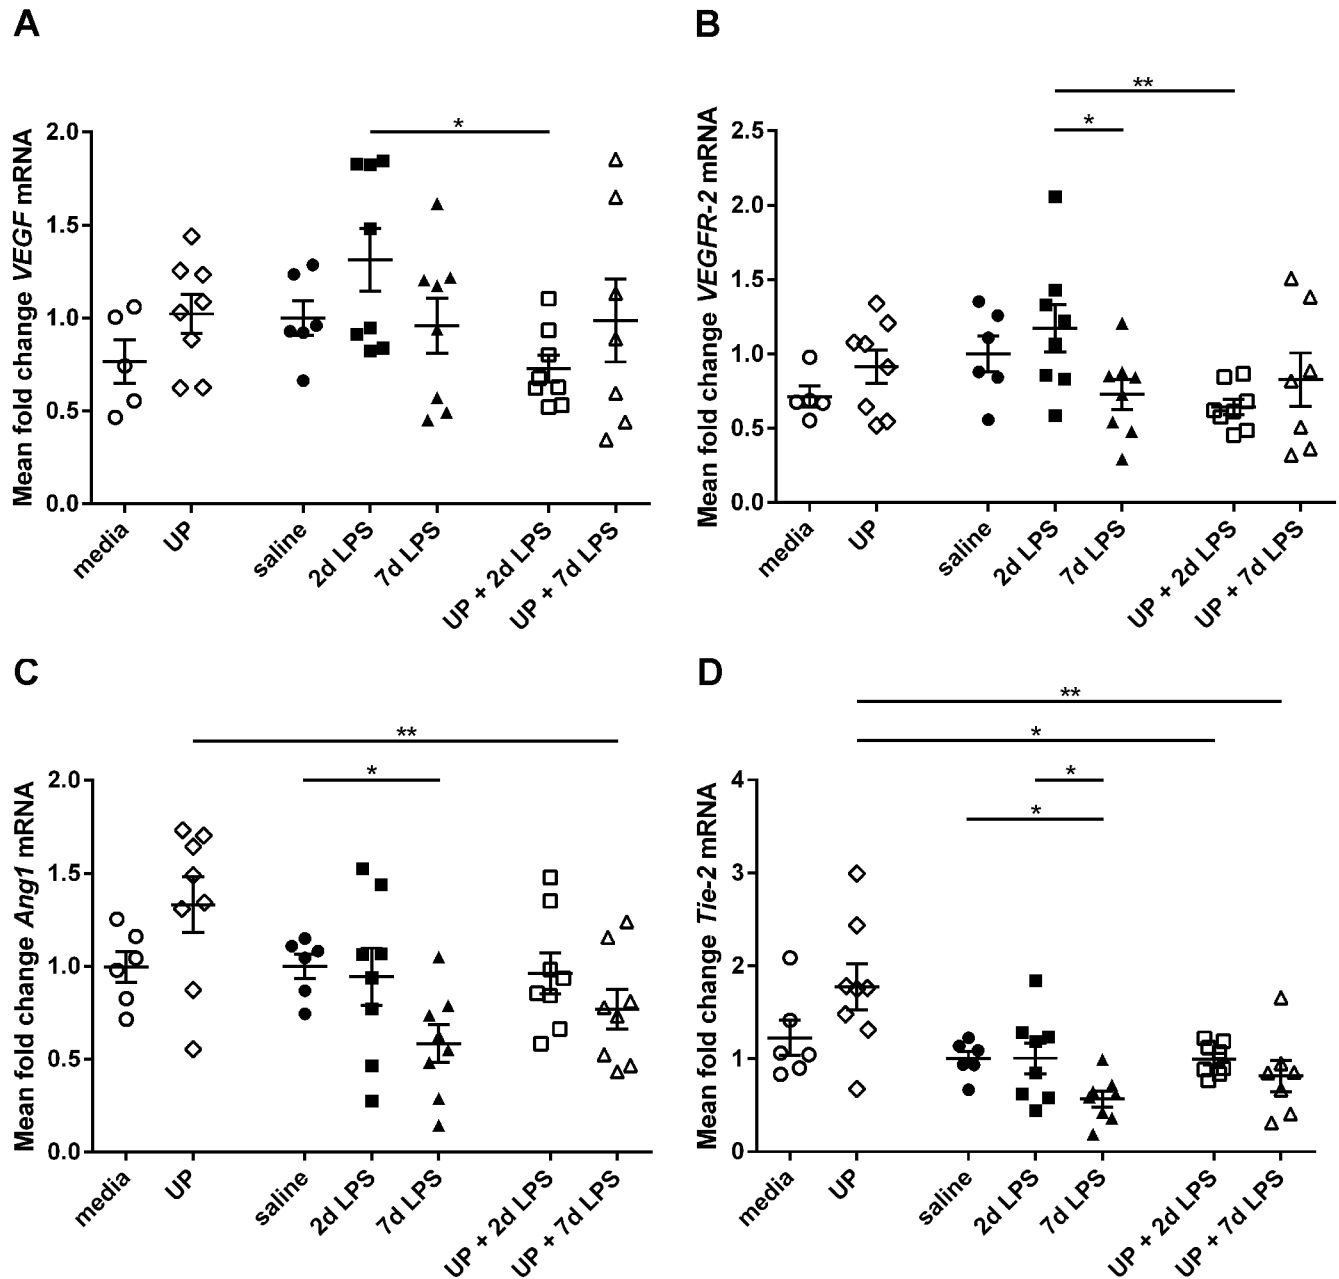 A
Mean fold change VEGF mRNA
2.0
1.5
1.0
0.5
0.0
*
media
UP
saline
2d LPS
7d LPS
UP + 2d LPS
UP + 7d LPS
B
Mean fold change VEGFR-2 mRNA
2.5
2.0
1.5
1.0
0.5
0.0
**
*
media
UP
saline
2d LPS
7d LPS
UP + 2d LPS
UP + 7d LPS
C
Mean fold change Ang1 mRNA
2.0
1.5
1.0
0.5
0.0
**
*
media
UP
saline
2d LPS
7d LPS
UP + 2d LPS
UP + 7d LPS
D
Mean fold change Tie-2 mRNA
4
3
2
1
0
**
*
*
*
media
UP
saline
2d LPS
7d LPS
UP + 2d LPS
UP + 7d LPS